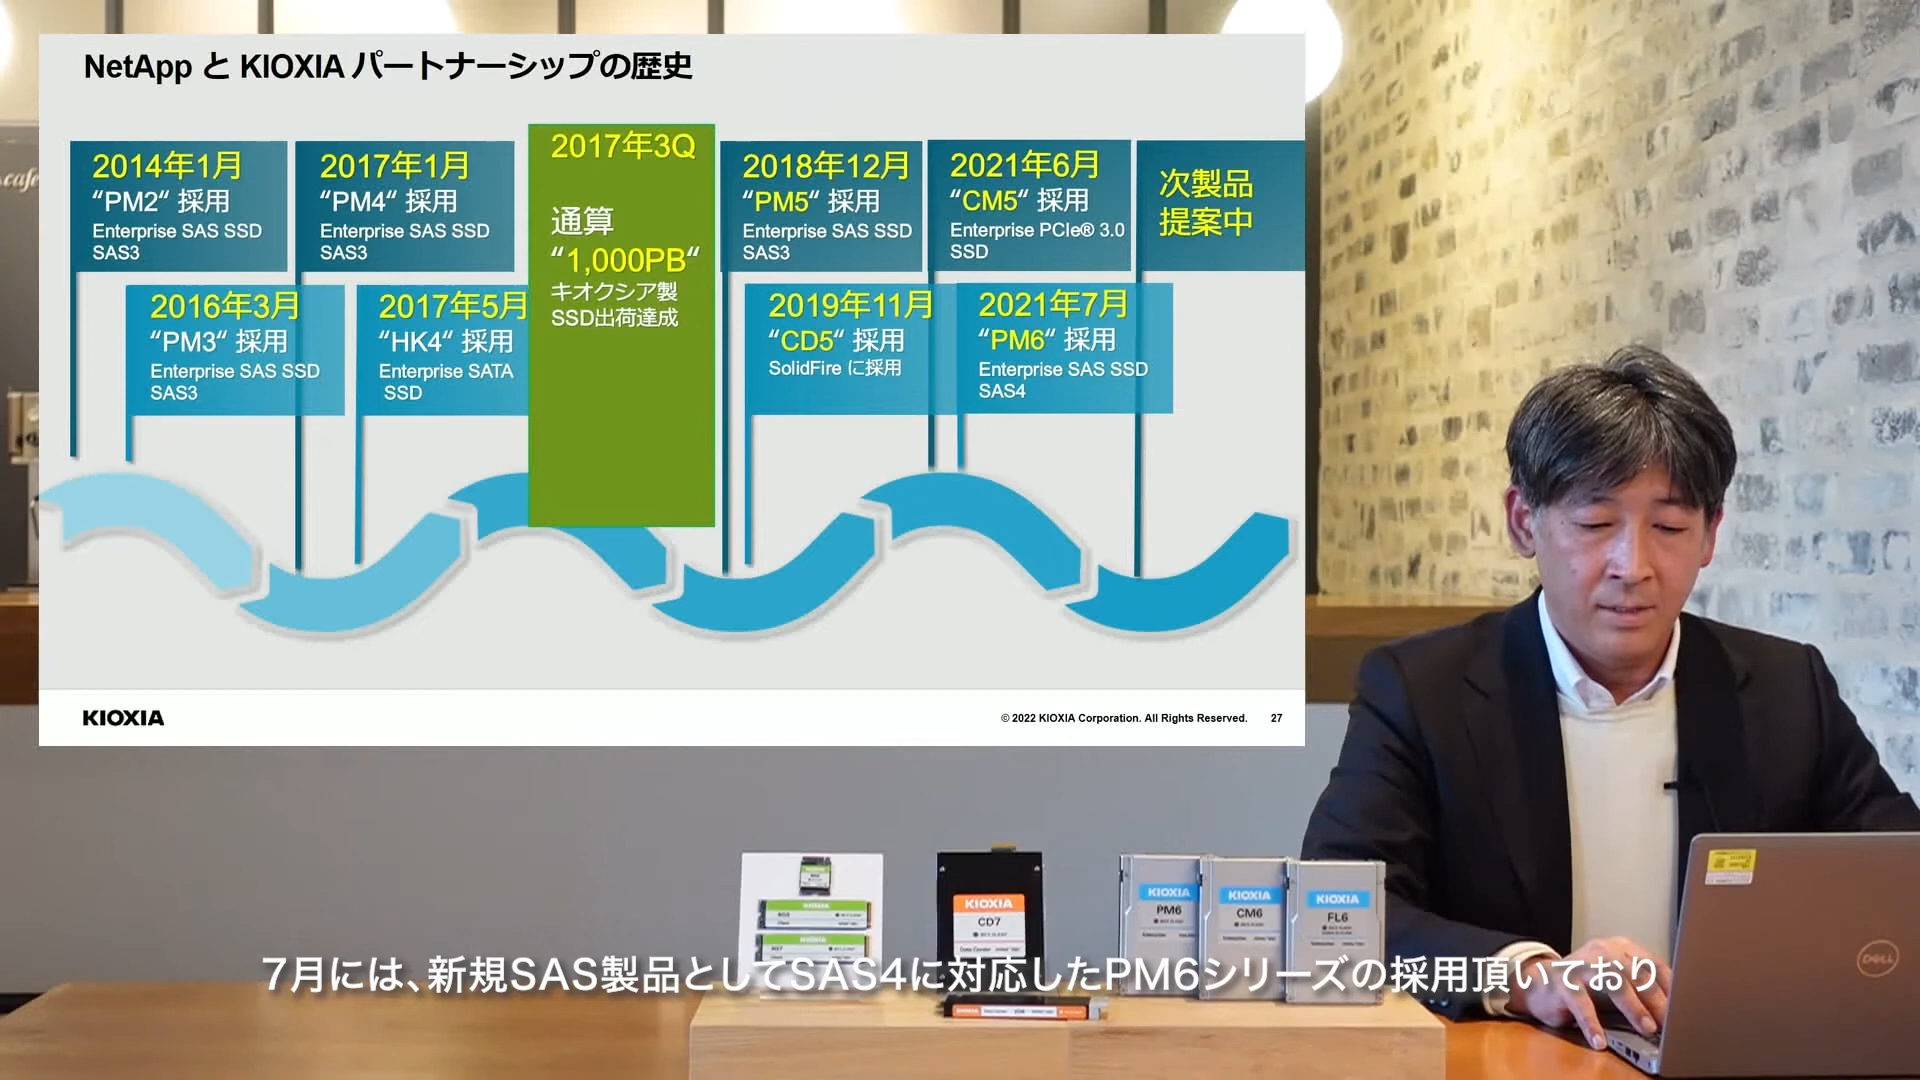 NetApp と KIOXIA パートナーシップの歴史
2014年1月
“PM2“ 採用
Enterprise SAS SSD
SAS3
2016年3月
“PM3“ 採用
Enterprise SAS SSD
SAS3
2017年1月
“PM4“ 採用
Enterprise SAS SSD
SAS3
2017年5月
“HK4“ 採用
Enterprise SATA
SSD
2017年3Q
通算
“1,000PB“
キオクシア製
SSD出荷達成
2018年12月
“PM5“ 採用
Enterprise SAS SSD
SAS3
2019年11月
“CD5“ 採用
SolidFire に採用
2021年6月
“CM5“ 採用
Enterprise PCIe® 3.0
SSD
2021年7月
“PM6“ 採用
Enterprise SAS SSD
SAS4
次製品
提案中
KIOXIA
© 2022 KIOXIA Corporation. All Rights Reserved.
27
cafe
KIOXIA
CD7
KIOXIA
PM6
KIOXIA
CM6
KIOXIA
FL6
DELL
7月には、新規SAS製品としてSAS4に対応したPM6シリーズの採用頂いており